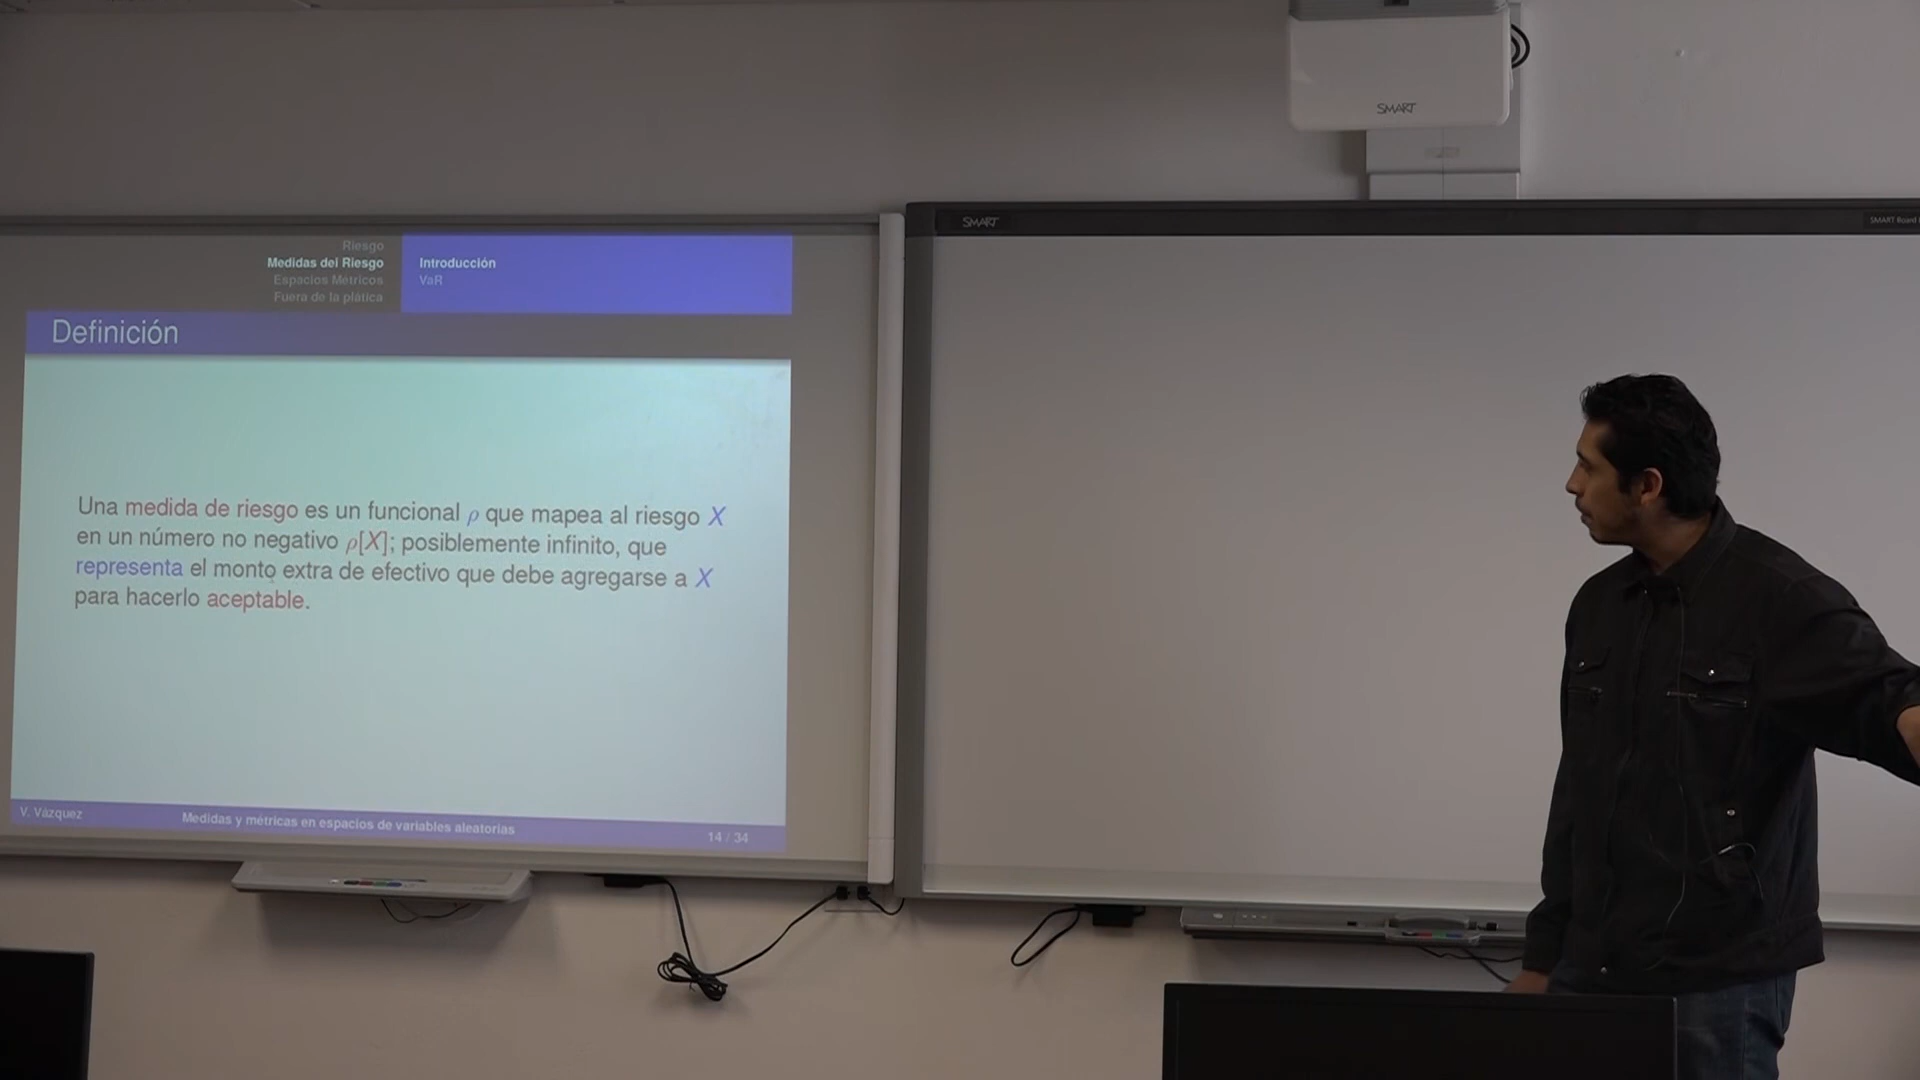 SMART
SMART
SMART Board
Riesgo
Medidas del Riesgo
Espacios Métricos
Fuera de la plática
Introducción
VaR
Definición
Una medida de riesgo es un funcional ρ que mapea al riesgo X
en un número no negativo ρ[X]; posiblemente infinito, que
representa el monto extra de efectivo que debe agregarse a X
para hacerlo aceptable.
V. Vázquez
Medidas y métricas en espacios de variables aleatorias
14 / 34